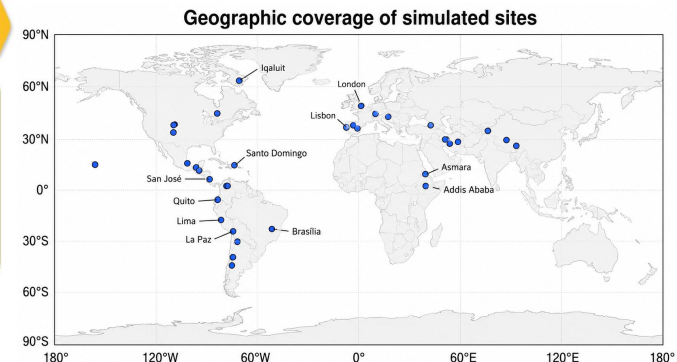 Geographic coverage of simulated sites
90°N
60°N
30°N
0°
30°S
60°S
90°S
Iqaluit
London
Lisbon
Santo Domingo
San José
Quito
Lima
La Paz
Brasília
Asmara
Addis Ababa
180° 120°W 60°W 0° 60°E 120°E 180°